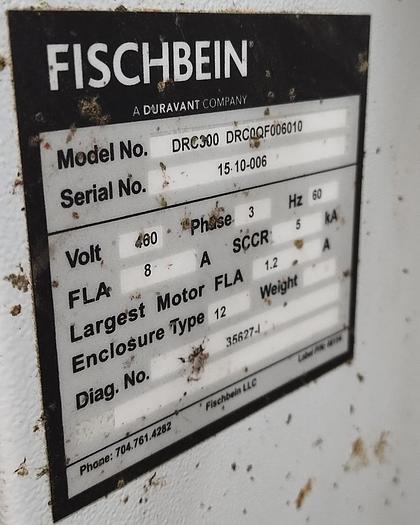 FISCHBEIN
A DURAVANT COMPANY
Model No. DRC300 DRC0QF006010
Serial No. 15-10-006
Volt 460 Phase 3 Hz 60
FLA 8 A SCCR 5 kA
Largest Motor FLA 1.2 A
Enclosure Type 12 Weight
Diag. No. 35627-I
Fischbein LLC
Phone: 704.761.4282 Label P/N: